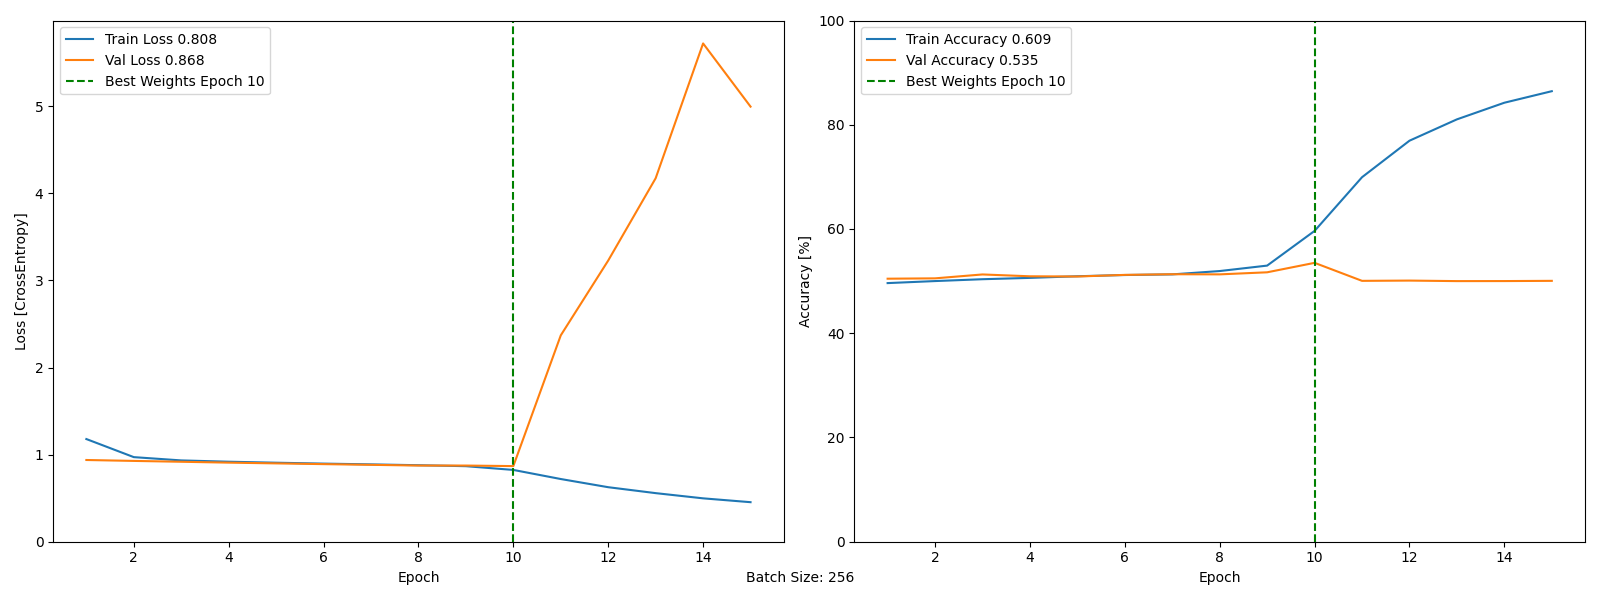 Train Loss 0.808
Val Loss 0.868
Best Weights Epoch 10
Loss [CrossEntropy]
5
4
3
2
1
0
2 4 6 8 10 12 14
Epoch
Train Accuracy 0.609
Val Accuracy 0.535
Best Weights Epoch 10
Accuracy [%]
100
80
60
40
20
0
2 4 6 8 10 12 14
Epoch
Batch Size: 256